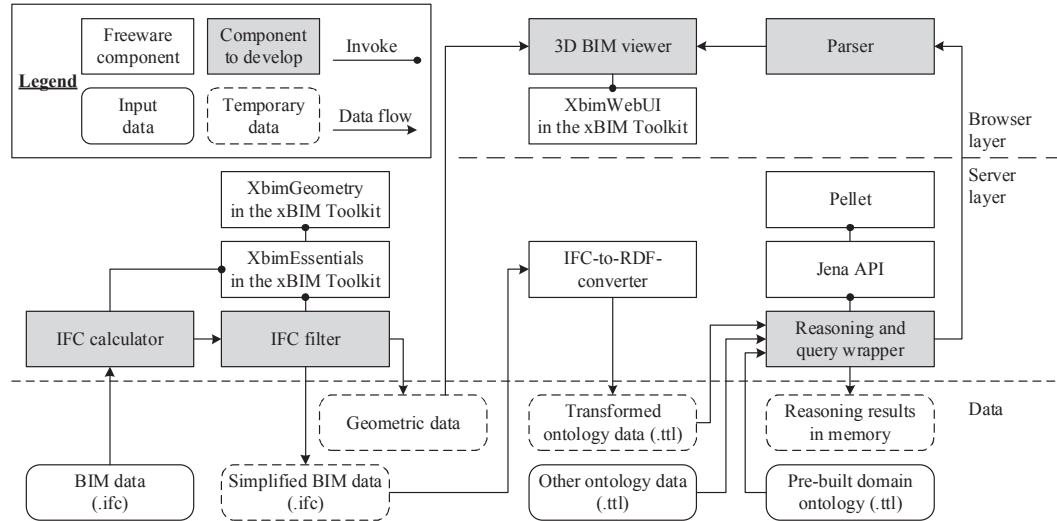 Legend
Freeware
component
Component
to develop
Invoke
Input
data
Temporary
data
Data flow
3D BIM viewer
Parser
XbimWebUI
in the xBIM Toolkit
Browser
layer
Server
layer
XbimGeometry
in the xBIM Toolkit
Pellet
XbimEssentials
in the xBIM Toolkit
IFC-to-RDF-
converter
Jena API
IFC calculator
IFC filter
Reasoning and
query wrapper
Geometric data
Transformed
ontology data (.ttl)
Reasoning results
in memory
Data
BIM data
(.ifc)
Simplified BIM data
(.ifc)
Other ontology data
(.ttl)
Pre-built domain
ontology (.ttl)